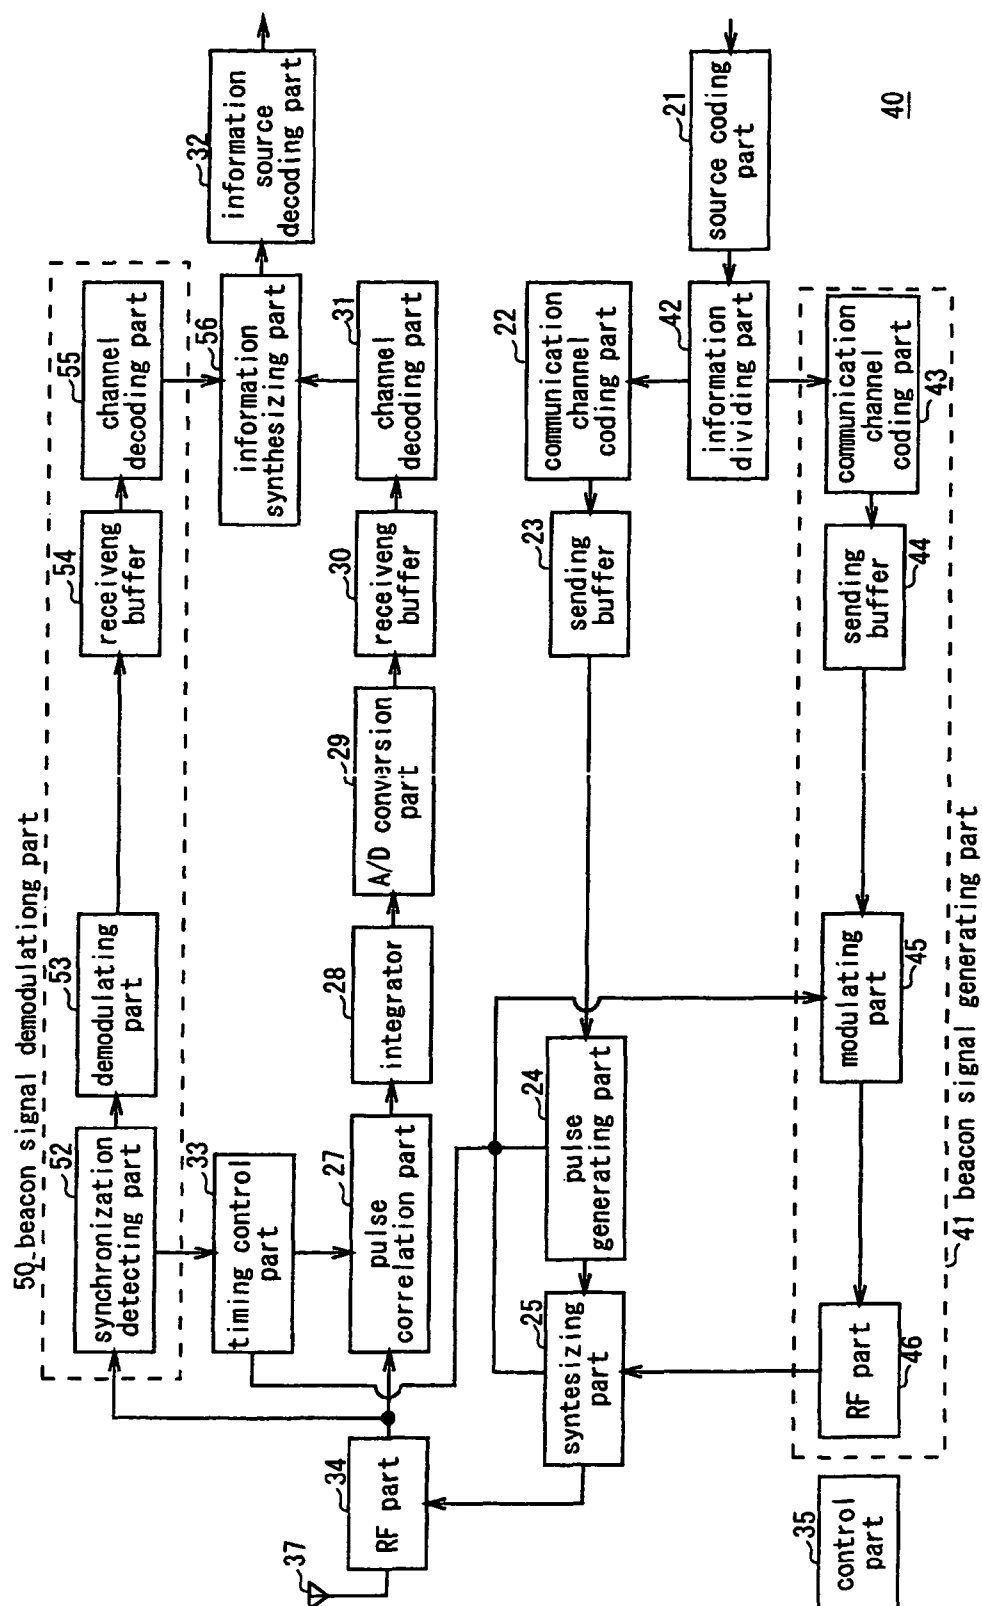 50 beacon signal demodulationg part
52
synchronization
detecting part
53
demodulating
part
54
receiveng
buffer
55
channel
decoding part
32
information
source
decoding part
33
timing control
part
56
information
synthesizing part
37
34
RF part
27
pulse
correlation part
28
integrator
29
A/D conversion
part
30
receiveng
buffer
31
channel
decoding part
25
syntesizing
part
24
pulse
generating part
23
sending
buffer
22
communication
channel
coding part
42
information
dividing part
21
source coding
part
40
35
control
part
46
RF part
45
modulating
part
44
sending
buffer
43
communication
channel
coding part
41 beacon signal generating part